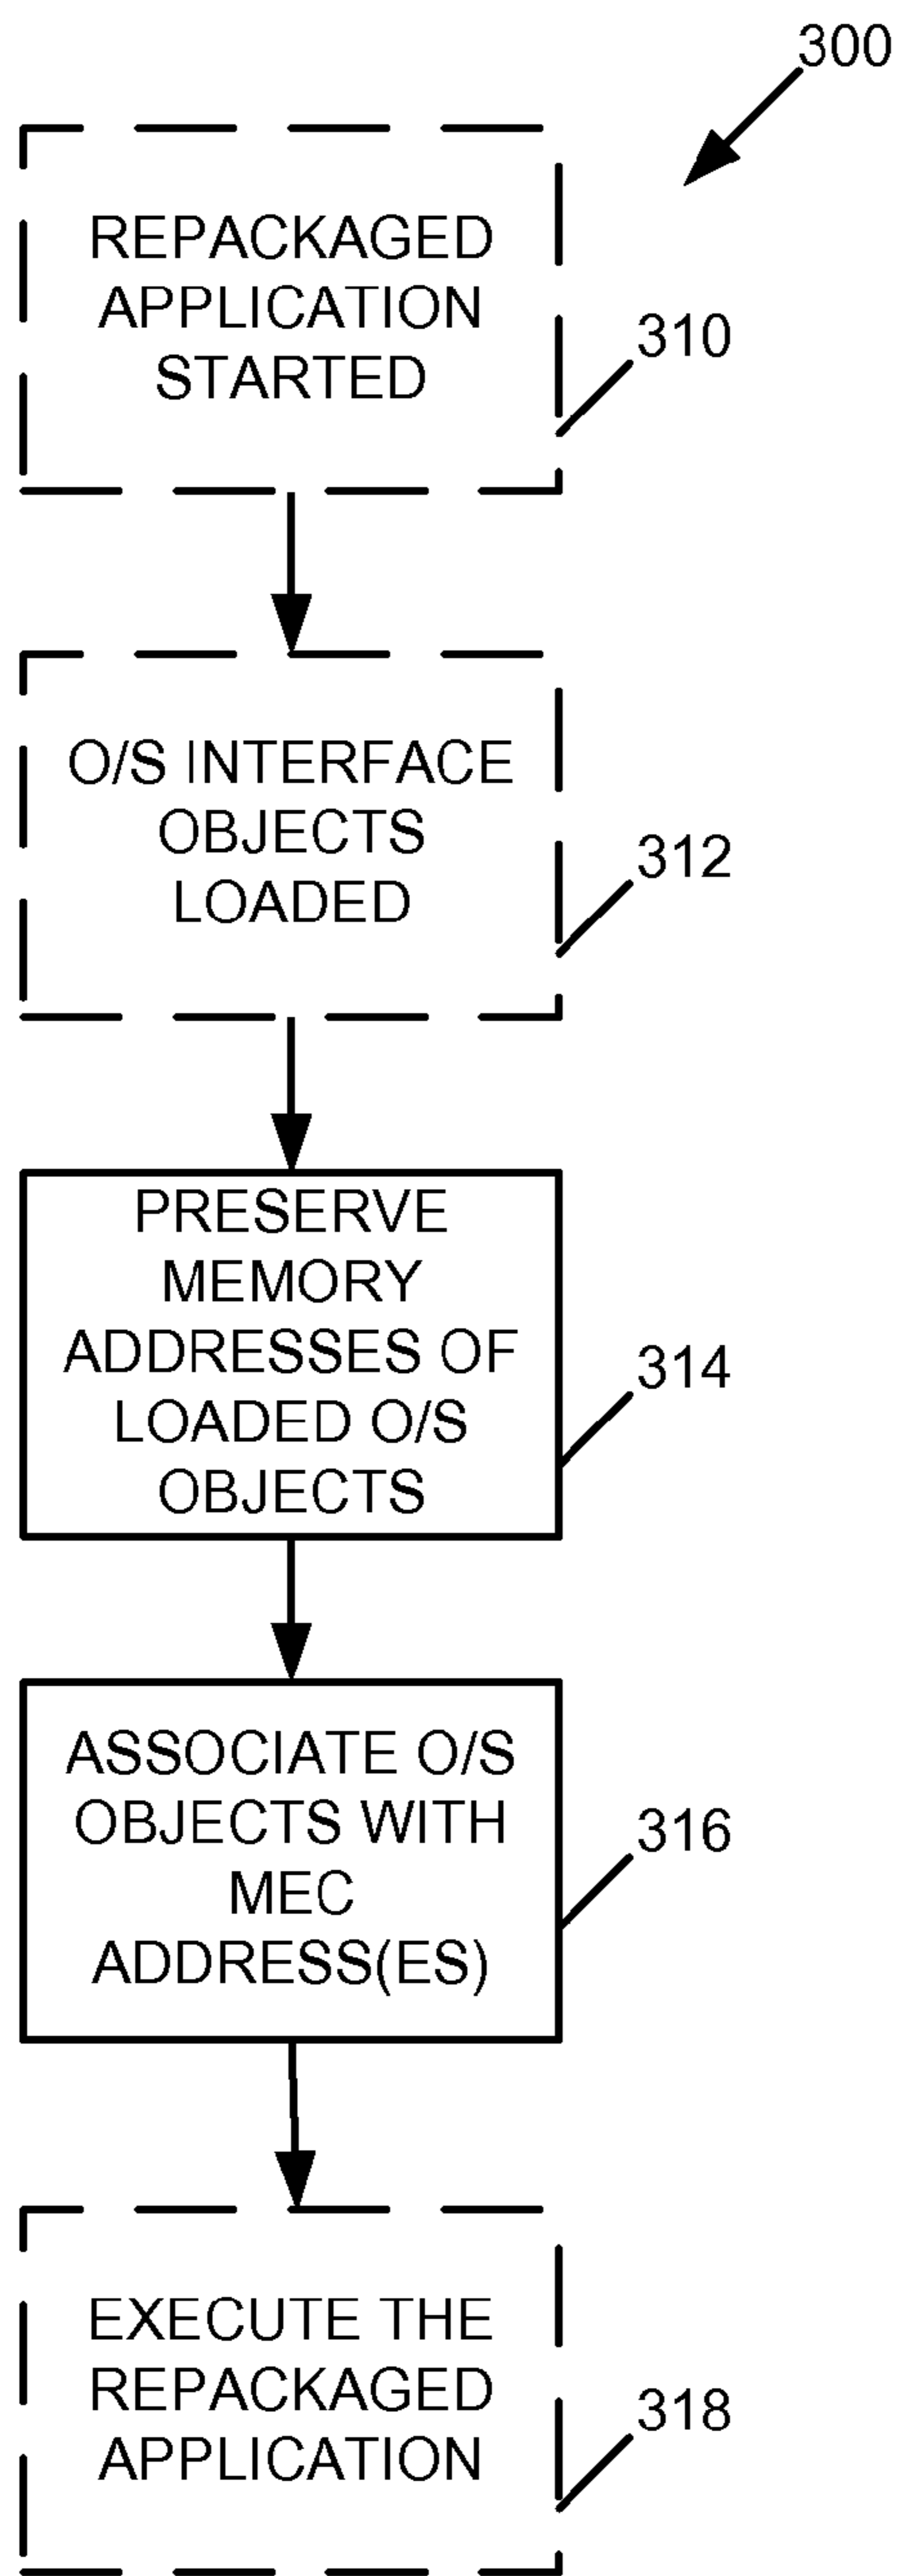 300
REPACKAGED
APPLICATION
STARTED
310
O/S INTERFACE
OBJECTS
LOADED
312
PRESERVE
MEMORY
ADDRESSES OF
LOADED O/S
OBJECTS
314
ASSOCIATE O/S
OBJECTS WITH
MEC
ADDRESS(ES)
316
EXECUTE THE
REPACKAGED
APPLICATION
318